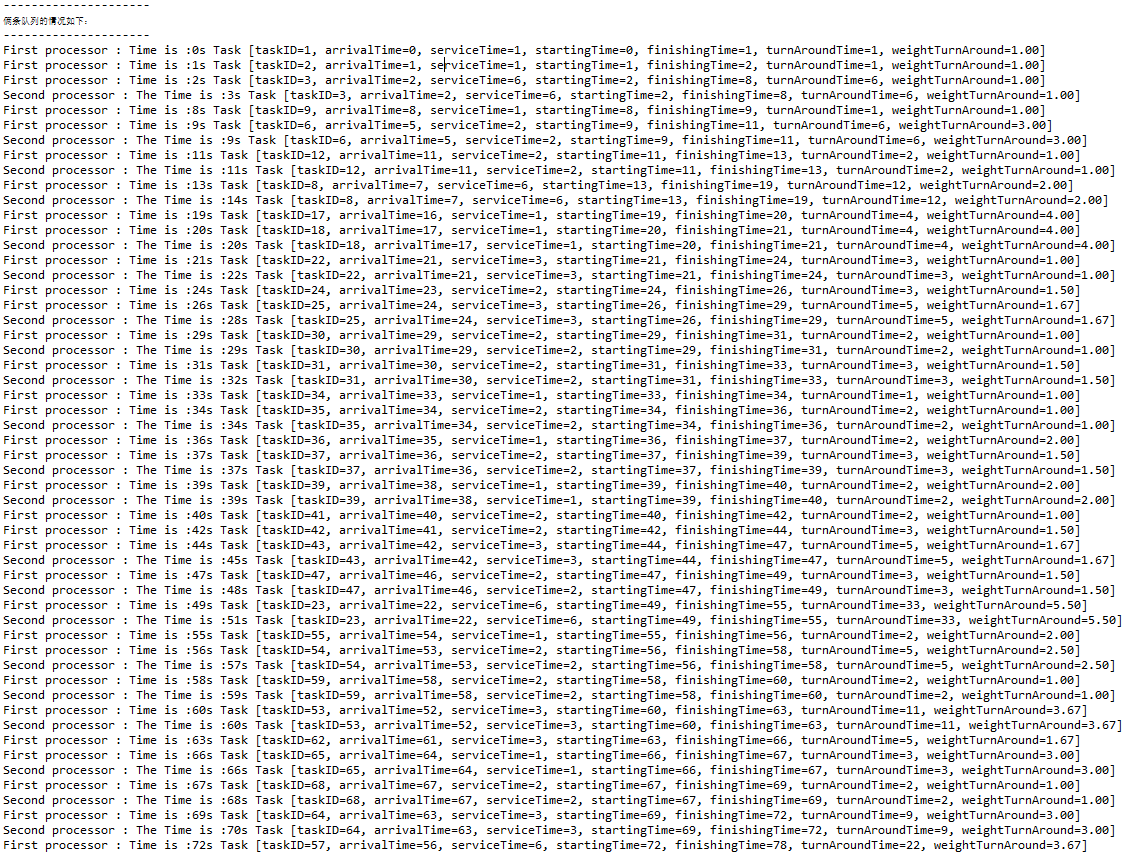 ---------------------
俩条队列的情况如下：
---------------------
First processor : Time is :0s Task [taskID=1, arrivalTime=0, serviceTime=1, startingTime=0, finishingTime=1, turnAroundTime=1, weightTurnAround=1.00]
First processor : Time is :1s Task [taskID=2, arrivalTime=1, serviceTime=1, startingTime=1, finishingTime=2, turnAroundTime=1, weightTurnAround=1.00]
First processor : Time is :2s Task [taskID=3, arrivalTime=2, serviceTime=6, startingTime=2, finishingTime=8, turnAroundTime=6, weightTurnAround=1.00]
Second processor : The Time is :3s Task [taskID=3, arrivalTime=2, serviceTime=6, startingTime=2, finishingTime=8, turnAroundTime=6, weightTurnAround=1.00]
First processor : Time is :8s Task [taskID=9, arrivalTime=8, serviceTime=1, startingTime=8, finishingTime=9, turnAroundTime=1, weightTurnAround=1.00]
First processor : Time is :9s Task [taskID=6, arrivalTime=5, serviceTime=2, startingTime=9, finishingTime=11, turnAroundTime=6, weightTurnAround=3.00]
Second processor : The Time is :9s Task [taskID=6, arrivalTime=5, serviceTime=2, startingTime=9, finishingTime=11, turnAroundTime=6, weightTurnAround=3.00]
First processor : Time is :11s Task [taskID=12, arrivalTime=11, serviceTime=2, startingTime=11, finishingTime=13, turnAroundTime=2, weightTurnAround=1.00]
Second processor : The Time is :11s Task [taskID=12, arrivalTime=11, serviceTime=2, startingTime=11, finishingTime=13, turnAroundTime=2, weightTurnAround=1.00]
First processor : Time is :13s Task [taskID=8, arrivalTime=7, serviceTime=6, startingTime=13, finishingTime=19, turnAroundTime=12, weightTurnAround=2.00]
Second processor : The Time is :14s Task [taskID=8, arrivalTime=7, serviceTime=6, startingTime=13, finishingTime=19, turnAroundTime=12, weightTurnAround=2.00]
First processor : Time is :19s Task [taskID=17, arrivalTime=16, serviceTime=1, startingTime=19, finishingTime=20, turnAroundTime=4, weightTurnAround=4.00]
First processor : Time is :20s Task [taskID=18, arrivalTime=17, serviceTime=1, startingTime=20, finishingTime=21, turnAroundTime=4, weightTurnAround=4.00]
Second processor : The Time is :20s Task [taskID=18, arrivalTime=17, serviceTime=1, startingTime=20, finishingTime=21, turnAroundTime=4, weightTurnAround=4.00]
First processor : Time is :21s Task [taskID=22, arrivalTime=21, serviceTime=3, startingTime=21, finishingTime=24, turnAroundTime=3, weightTurnAround=1.00]
Second processor : The Time is :22s Task [taskID=22, arrivalTime=21, serviceTime=3, startingTime=21, finishingTime=24, turnAroundTime=3, weightTurnAround=1.00]
First processor : Time is :24s Task [taskID=24, arrivalTime=23, serviceTime=2, startingTime=24, finishingTime=26, turnAroundTime=3, weightTurnAround=1.50]
First processor : Time is :26s Task [taskID=25, arrivalTime=24, serviceTime=3, startingTime=26, finishingTime=29, turnAroundTime=5, weightTurnAround=1.67]
Second processor : The Time is :28s Task [taskID=25, arrivalTime=24, serviceTime=3, startingTime=26, finishingTime=29, turnAroundTime=5, weightTurnAround=1.67]
First processor : Time is :29s Task [taskID=30, arrivalTime=29, serviceTime=2, startingTime=29, finishingTime=31, turnAroundTime=2, weightTurnAround=1.00]
Second processor : The Time is :29s Task [taskID=30, arrivalTime=29, serviceTime=2, startingTime=29, finishingTime=31, turnAroundTime=2, weightTurnAround=1.00]
First processor : Time is :31s Task [taskID=31, arrivalTime=30, serviceTime=2, startingTime=31, finishingTime=33, turnAroundTime=3, weightTurnAround=1.50]
Second processor : The Time is :32s Task [taskID=31, arrivalTime=30, serviceTime=2, startingTime=31, finishingTime=33, turnAroundTime=3, weightTurnAround=1.50]
First processor : Time is :33s Task [taskID=34, arrivalTime=33, serviceTime=1, startingTime=33, finishingTime=34, turnAroundTime=1, weightTurnAround=1.00]
First processor : Time is :34s Task [taskID=35, arrivalTime=34, serviceTime=2, startingTime=34, finishingTime=36, turnAroundTime=2, weightTurnAround=1.00]
Second processor : The Time is :34s Task [taskID=35, arrivalTime=34, serviceTime=2, startingTime=34, finishingTime=36, turnAroundTime=2, weightTurnAround=1.00]
First processor : Time is :36s Task [taskID=36, arrivalTime=35, serviceTime=1, startingTime=36, finishingTime=37, turnAroundTime=2, weightTurnAround=2.00]
First processor : Time is :37s Task [taskID=37, arrivalTime=36, serviceTime=2, startingTime=37, finishingTime=39, turnAroundTime=3, weightTurnAround=1.50]
Second processor : The Time is :37s Task [taskID=37, arrivalTime=36, serviceTime=2, startingTime=37, finishingTime=39, turnAroundTime=3, weightTurnAround=1.50]
First processor : Time is :39s Task [taskID=39, arrivalTime=38, serviceTime=1, startingTime=39, finishingTime=40, turnAroundTime=2, weightTurnAround=2.00]
Second processor : The Time is :39s Task [taskID=39, arrivalTime=38, serviceTime=1, startingTime=39, finishingTime=40, turnAroundTime=2, weightTurnAround=2.00]
First processor : Time is :40s Task [taskID=41, arrivalTime=40, serviceTime=2, startingTime=40, finishingTime=42, turnAroundTime=2, weightTurnAround=1.00]
First processor : Time is :42s Task [taskID=42, arrivalTime=41, serviceTime=2, startingTime=42, finishingTime=44, turnAroundTime=3, weightTurnAround=1.50]
First processor : Time is :44s Task [taskID=43, arrivalTime=42, serviceTime=3, startingTime=44, finishingTime=47, turnAroundTime=5, weightTurnAround=1.67]
Second processor : The Time is :45s Task [taskID=43, arrivalTime=42, serviceTime=3, startingTime=44, finishingTime=47, turnAroundTime=5, weightTurnAround=1.67]
First processor : Time is :47s Task [taskID=47, arrivalTime=46, serviceTime=2, startingTime=47, finishingTime=49, turnAroundTime=3, weightTurnAround=1.50]
Second processor : The Time is :48s Task [taskID=47, arrivalTime=46, serviceTime=2, startingTime=47, finishingTime=49, turnAroundTime=3, weightTurnAround=1.50]
First processor : Time is :49s Task [taskID=23, arrivalTime=22, serviceTime=6, startingTime=49, finishingTime=55, turnAroundTime=33, weightTurnAround=5.50]
Second processor : The Time is :51s Task [taskID=23, arrivalTime=22, serviceTime=6, startingTime=49, finishingTime=55, turnAroundTime=33, weightTurnAround=5.50]
First processor : Time is :55s Task [taskID=55, arrivalTime=54, serviceTime=1, startingTime=55, finishingTime=56, turnAroundTime=2, weightTurnAround=2.00]
First processor : Time is :56s Task [taskID=54, arrivalTime=53, serviceTime=2, startingTime=56, finishingTime=58, turnAroundTime=5, weightTurnAround=2.50]
Second processor : The Time is :57s Task [taskID=54, arrivalTime=53, serviceTime=2, startingTime=56, finishingTime=58, turnAroundTime=5, weightTurnAround=2.50]
First processor : Time is :58s Task [taskID=59, arrivalTime=58, serviceTime=2, startingTime=58, finishingTime=60, turnAroundTime=2, weightTurnAround=1.00]
Second processor : The Time is :59s Task [taskID=59, arrivalTime=58, serviceTime=2, startingTime=58, finishingTime=60, turnAroundTime=2, weightTurnAround=1.00]
First processor : Time is :60s Task [taskID=53, arrivalTime=52, serviceTime=3, startingTime=60, finishingTime=63, turnAroundTime=11, weightTurnAround=3.67]
Second processor : The Time is :60s Task [taskID=53, arrivalTime=52, serviceTime=3, startingTime=60, finishingTime=63, turnAroundTime=11, weightTurnAround=3.67]
First processor : Time is :63s Task [taskID=62, arrivalTime=61, serviceTime=3, startingTime=63, finishingTime=66, turnAroundTime=5, weightTurnAround=1.67]
First processor : Time is :66s Task [taskID=65, arrivalTime=64, serviceTime=1, startingTime=66, finishingTime=67, turnAroundTime=3, weightTurnAround=3.00]
Second processor : The Time is :66s Task [taskID=65, arrivalTime=64, serviceTime=1, startingTime=66, finishingTime=67, turnAroundTime=3, weightTurnAround=3.00]
First processor : Time is :67s Task [taskID=68, arrivalTime=67, serviceTime=2, startingTime=67, finishingTime=69, turnAroundTime=2, weightTurnAround=1.00]
Second processor : The Time is :68s Task [taskID=68, arrivalTime=67, serviceTime=2, startingTime=67, finishingTime=69, turnAroundTime=2, weightTurnAround=1.00]
First processor : Time is :69s Task [taskID=64, arrivalTime=63, serviceTime=3, startingTime=69, finishingTime=72, turnAroundTime=9, weightTurnAround=3.00]
Second processor : The Time is :70s Task [taskID=64, arrivalTime=63, serviceTime=3, startingTime=69, finishingTime=72, turnAroundTime=9, weightTurnAround=3.00]
First processor : Time is :72s Task [taskID=57, arrivalTime=56, serviceTime=6, startingTime=72, finishingTime=78, turnAroundTime=22, weightTurnAround=3.67]